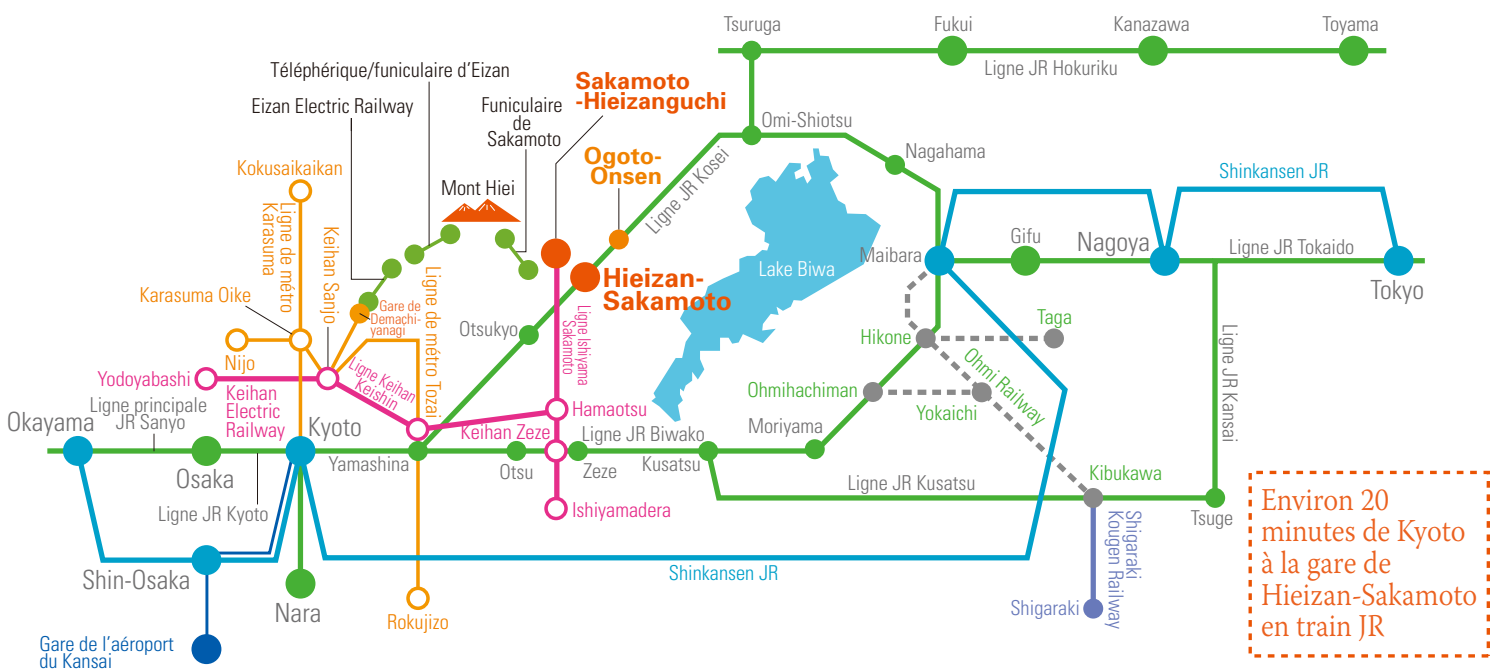 Tsuruga
Fukui
Kanazawa
Toyama
Ligne JR Hokuriku
Téléphérique/funiculaire d'Eizan
Eizan Electric Railway
Funiculaire
de
Sakamoto
Sakamoto
-Hieizanguchi
Ogoto-
Onsen
Omi-Shiotsu
Nagahama
Ligne JR Kosei
Kokusaikaikan
Mont Hiei
Shinkansen JR
Ligne de métro
Karasuma
Keihan Sanjo
Ligne de métro Tozai
Gare de
Demachi-
yanagi
Karasuma Oike
Nijo
Hieizan-
Sakamoto
Otsukyo
Ligne Ishiyama
Sakamoto
Lake Biwa
Maibara
Gifu
Nagoya
Ligne JR Tokaido
Tokyo
Hikone
Taga
Ohmi Railway
Ohmihachiman
Yokaichi
Ligne JR Kansai
Yodoyabashi
Keihan
Electric
Railway
Ligne Keihan
Keishin
Hamaotsu
Okayama
Ligne principale
JR Sanyo
Osaka
Ligne JR Kyoto
Kyoto
Yamashina
Keihan Zeze
Otsu
Zeze
Ligne JR Biwako
Kusatsu
Moriyama
Ligne JR Kusatsu
Kibukawa
Tsuge
Ishiyamadera
Shin-Osaka
Nara
Rokujizo
Shinkansen JR
Shigaraki
Kougen Railway
Shigaraki
Gare de l'aéroport
du Kansai
Environ 20
minutes de Kyoto
à la gare de
Hieizan-Sakamoto
en train JR